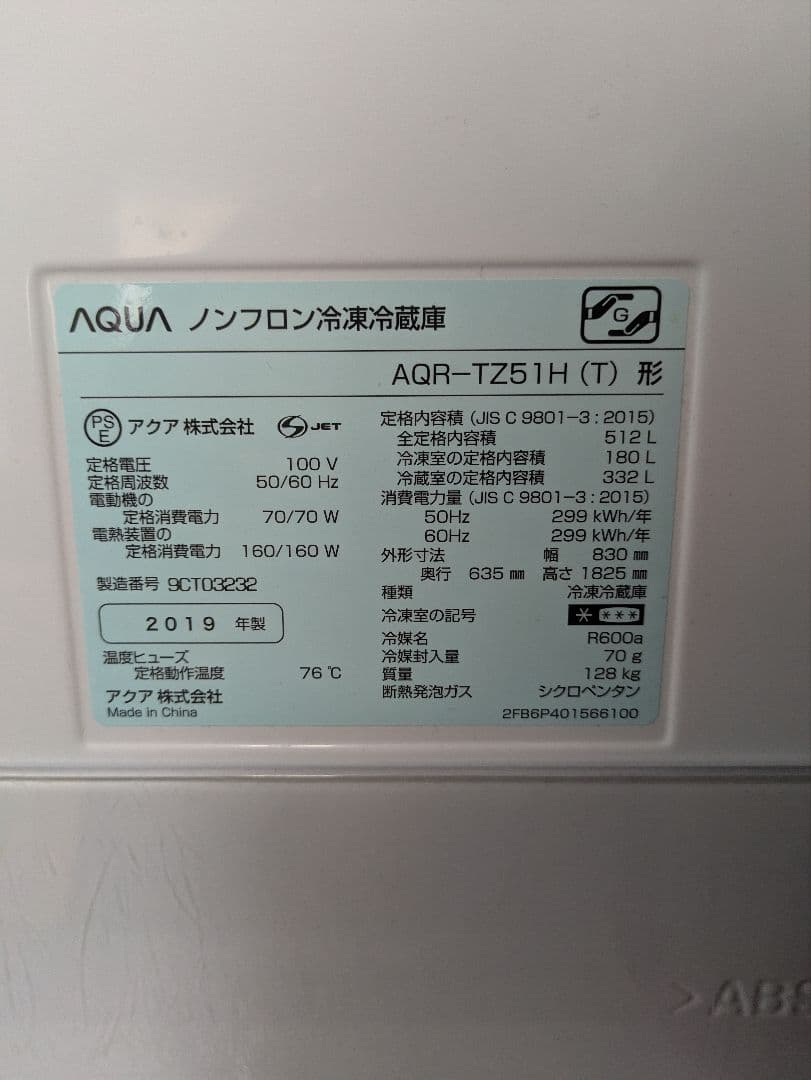 AQUA ノンフロン冷凍冷蔵庫
G
AQR-TZ51H (T) 形
PS E アクア 株式会社 JET
定格電圧 100 V
定格周波数 50/60 Hz
電動機の
定格消費電力 70/70 W
電熱装置の
定格消費電力 160/160 W
製造番号 9CT03232
2019 年製
温度ヒューズ
定格動作温度 76 ℃
アクア 株式会社
Made in China
定格内容積 (JIS C 9801-3 : 2015)
全定格内容積 512 L
冷凍室の定格内容積 180 L
冷蔵室の定格内容積 332 L
消費電力量 (JIS C 9801-3 : 2015)
50Hz 299 kWh/年
60Hz 299 kWh/年
外形寸法 幅 830 ㎜
奥行 635 ㎜ 高さ 1825 ㎜
種類 冷凍冷蔵庫
冷凍室の記号 * ***
冷媒名 R600a
冷媒封入量 70 g
質量 128 kg
断熱発泡ガス シクロペンタン
2FB6P401566100
>ABS